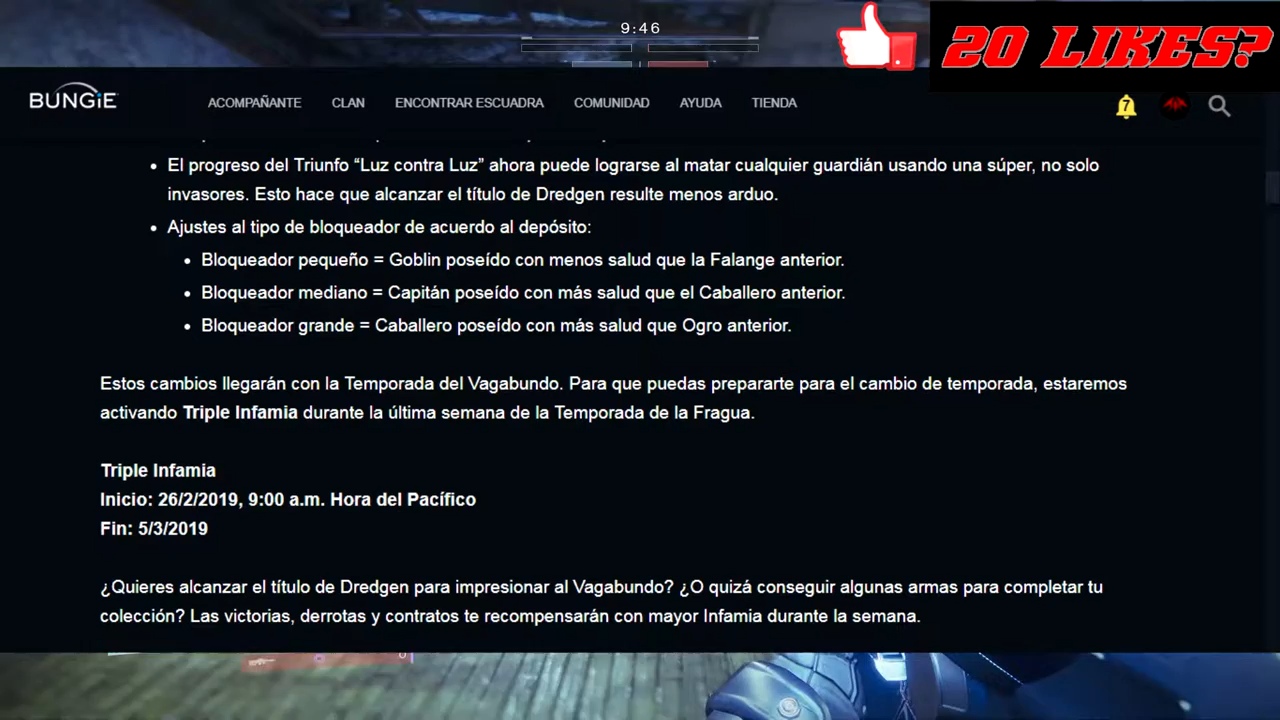 9:46
20 LIKES?
BUNGiE
ACOMPAÑANTE CLAN ENCONTRAR ESCUADRA COMUNIDAD AYUDA TIENDA
7
• El progreso del Triunfo “Luz contra Luz” ahora puede lograrse al matar cualquier guardián usando una súper, no solo
invasores. Esto hace que alcanzar el título de Dredgen resulte menos arduo.
• Ajustes al tipo de bloqueador de acuerdo al depósito:
• Bloqueador pequeño = Goblin poseído con menos salud que la Falange anterior.
• Bloqueador mediano = Capitán poseído con más salud que el Caballero anterior.
• Bloqueador grande = Caballero poseído con más salud que Ogro anterior.
Estos cambios llegarán con la Temporada del Vagabundo. Para que puedas prepararte para el cambio de temporada, estaremos
activando Triple Infamia durante la última semana de la Temporada de la Fragua.
Triple Infamia
Inicio: 26/2/2019, 9:00 a.m. Hora del Pacífico
Fin: 5/3/2019
¿Quieres alcanzar el título de Dredgen para impresionar al Vagabundo? ¿O quizá conseguir algunas armas para completar tu
colección? Las victorias, derrotas y contratos te recompensarán con mayor Infamia durante la semana.